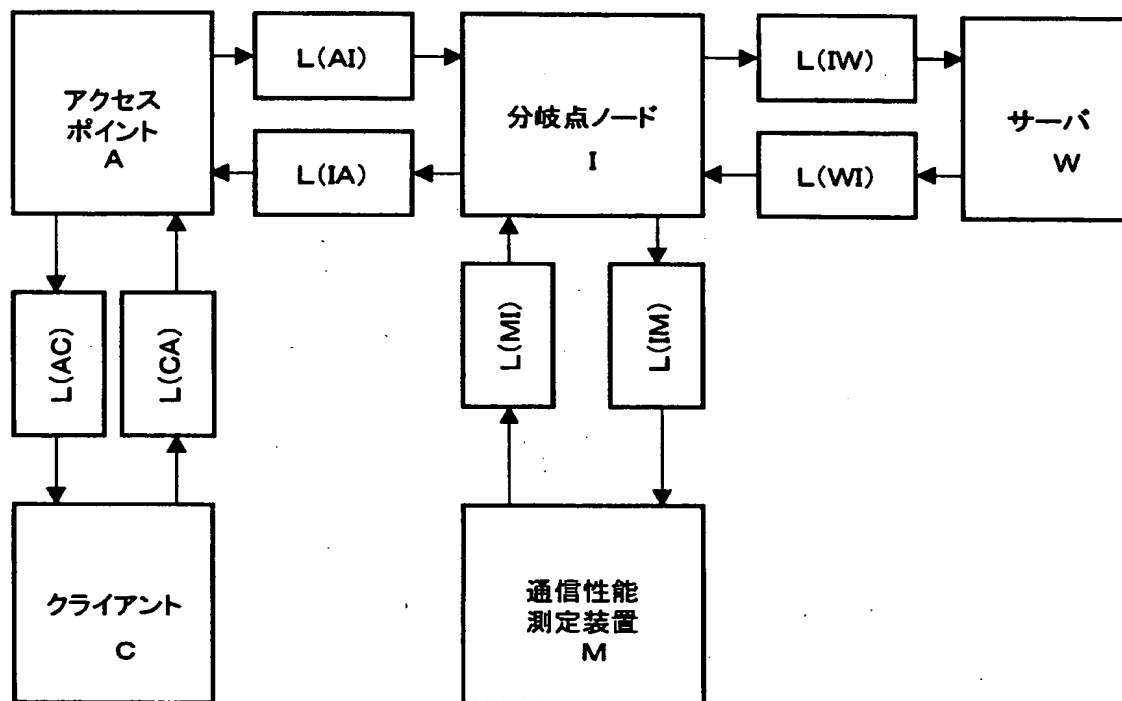 アクセス
ポイント
A
L(AI)
L(IA)
分岐点ノード
I
L(IW)
L(WI)
サーバ
W
L(AC)
L(CA)
L(MI)
L(IM)
クライアント
C
通信性能
測定装置
M